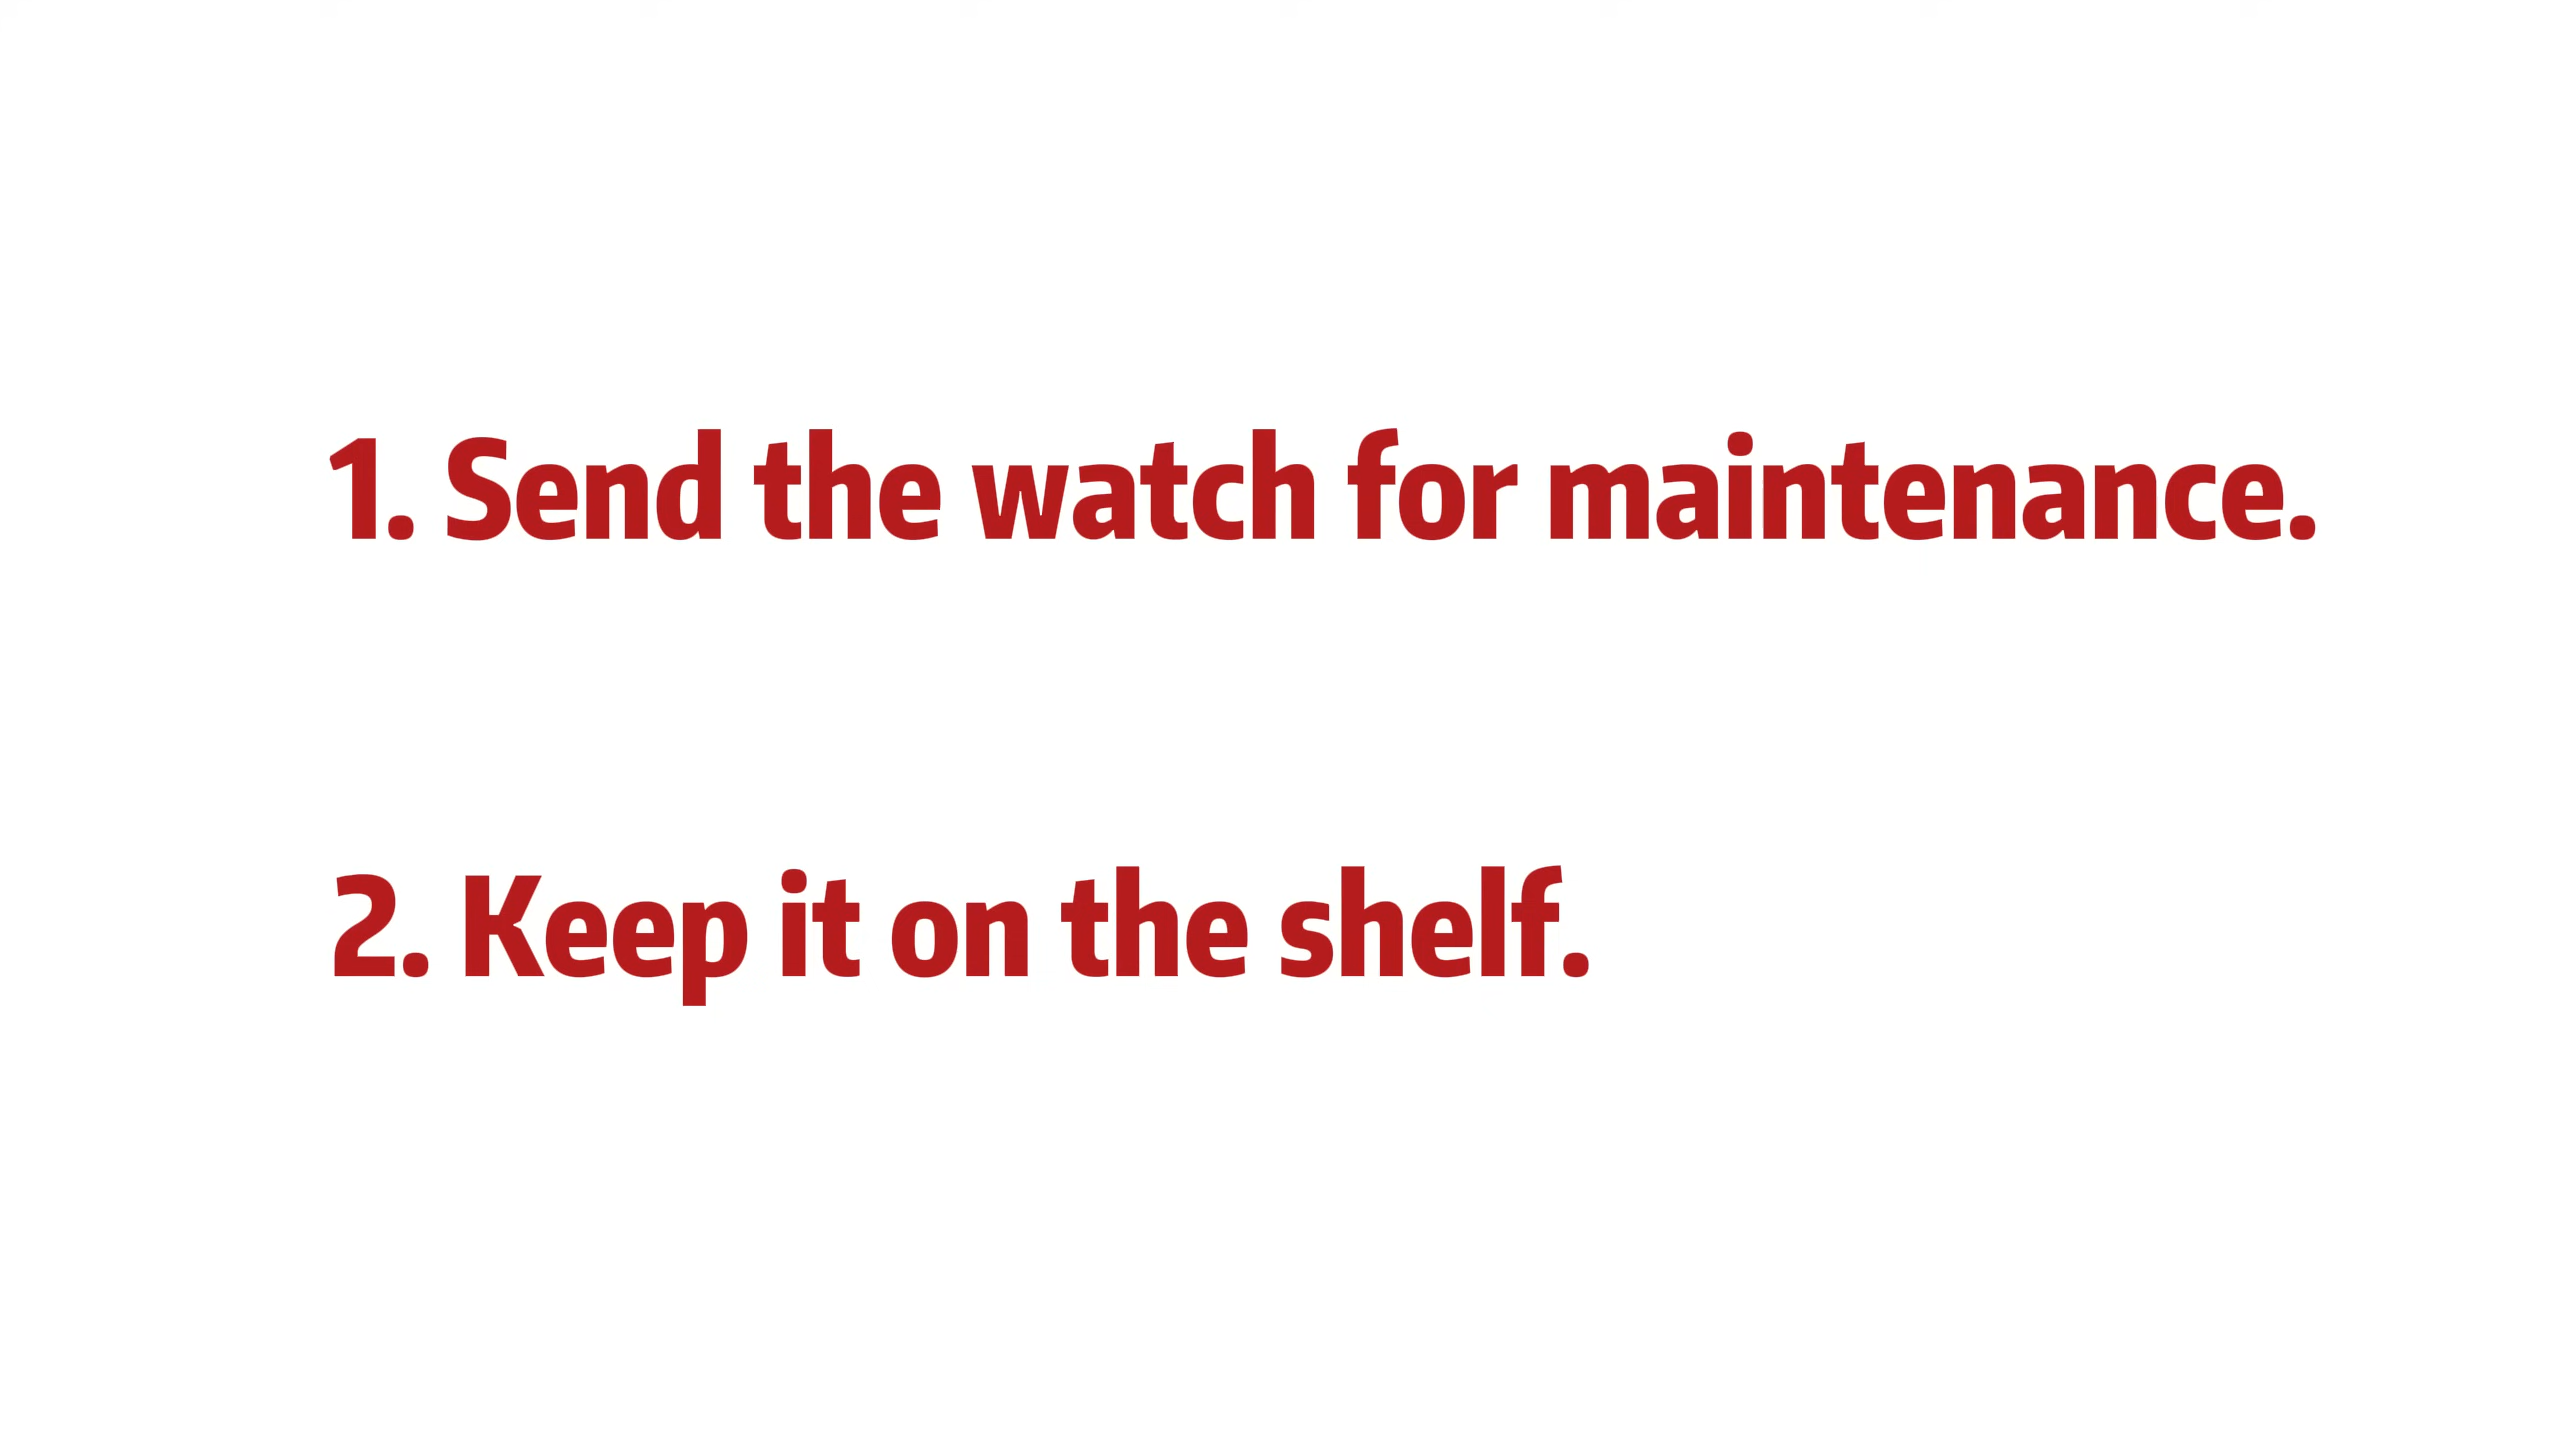 1. Send the watch for maintenance.
2. Keep it on the shelf.